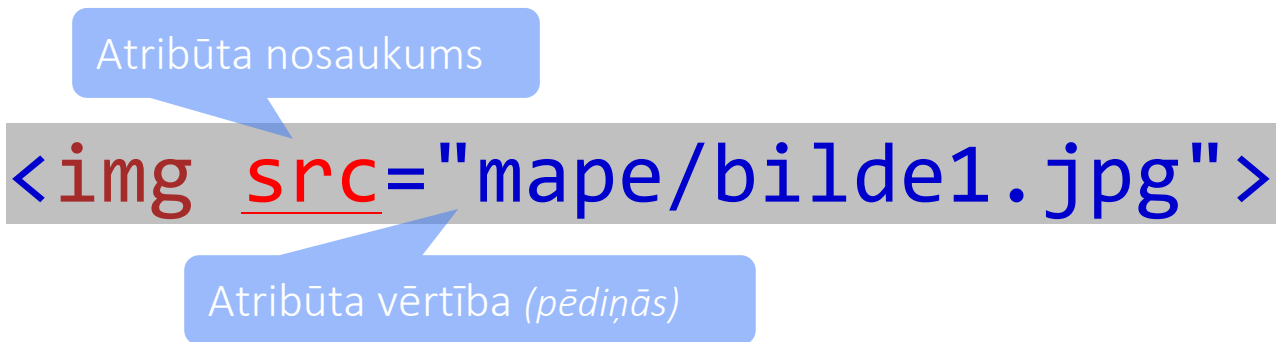 Atribūta nosaukums
<img src="mape/bilde1.jpg">
Atribūta vērtība (pēdiņās)